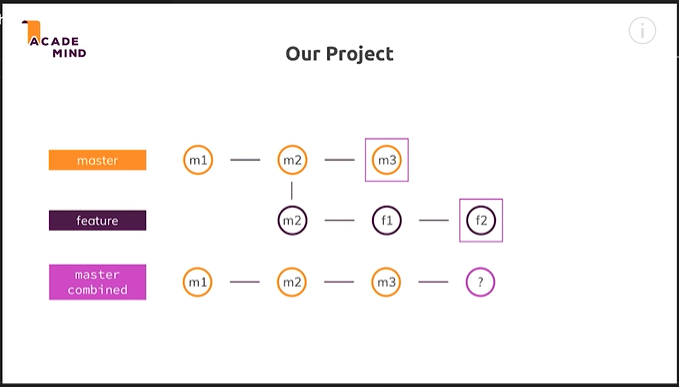 ACADE
MIND
i
Our Project
master m1 m2 m3
feature m2 f1 f2
master
combined
m1 m2 m3 ?